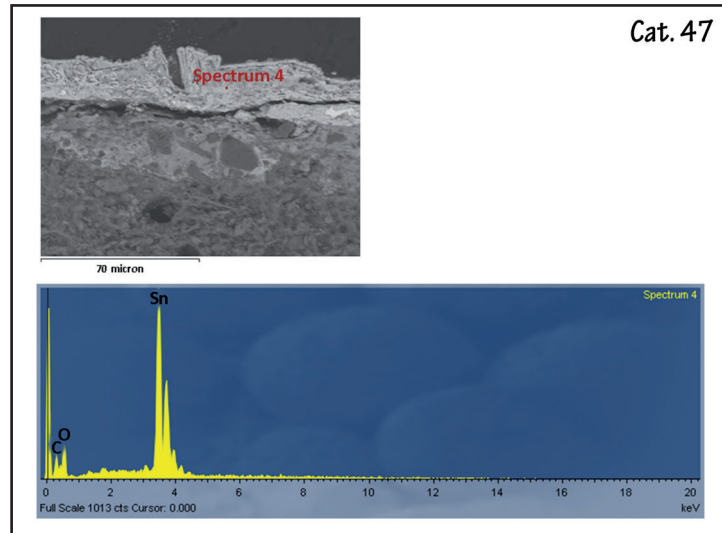 Cat. 47
Spectrum 4
70 micron
Sn
Spectrum 4
O
C
0 2 4 6 8 10 12 14 16 18 20
Full Scale 1013 cts Cursor: 0.000 keV